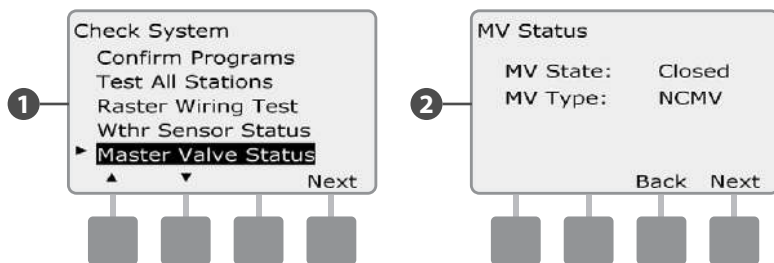 Check System
Confirm Programs
Test All Stations
Raster Wiring Test
Wthr Sensor Status
Master Valve Status
Next
1
MV Status
MV State: Closed
MV Type: NCMV
Back Next
2